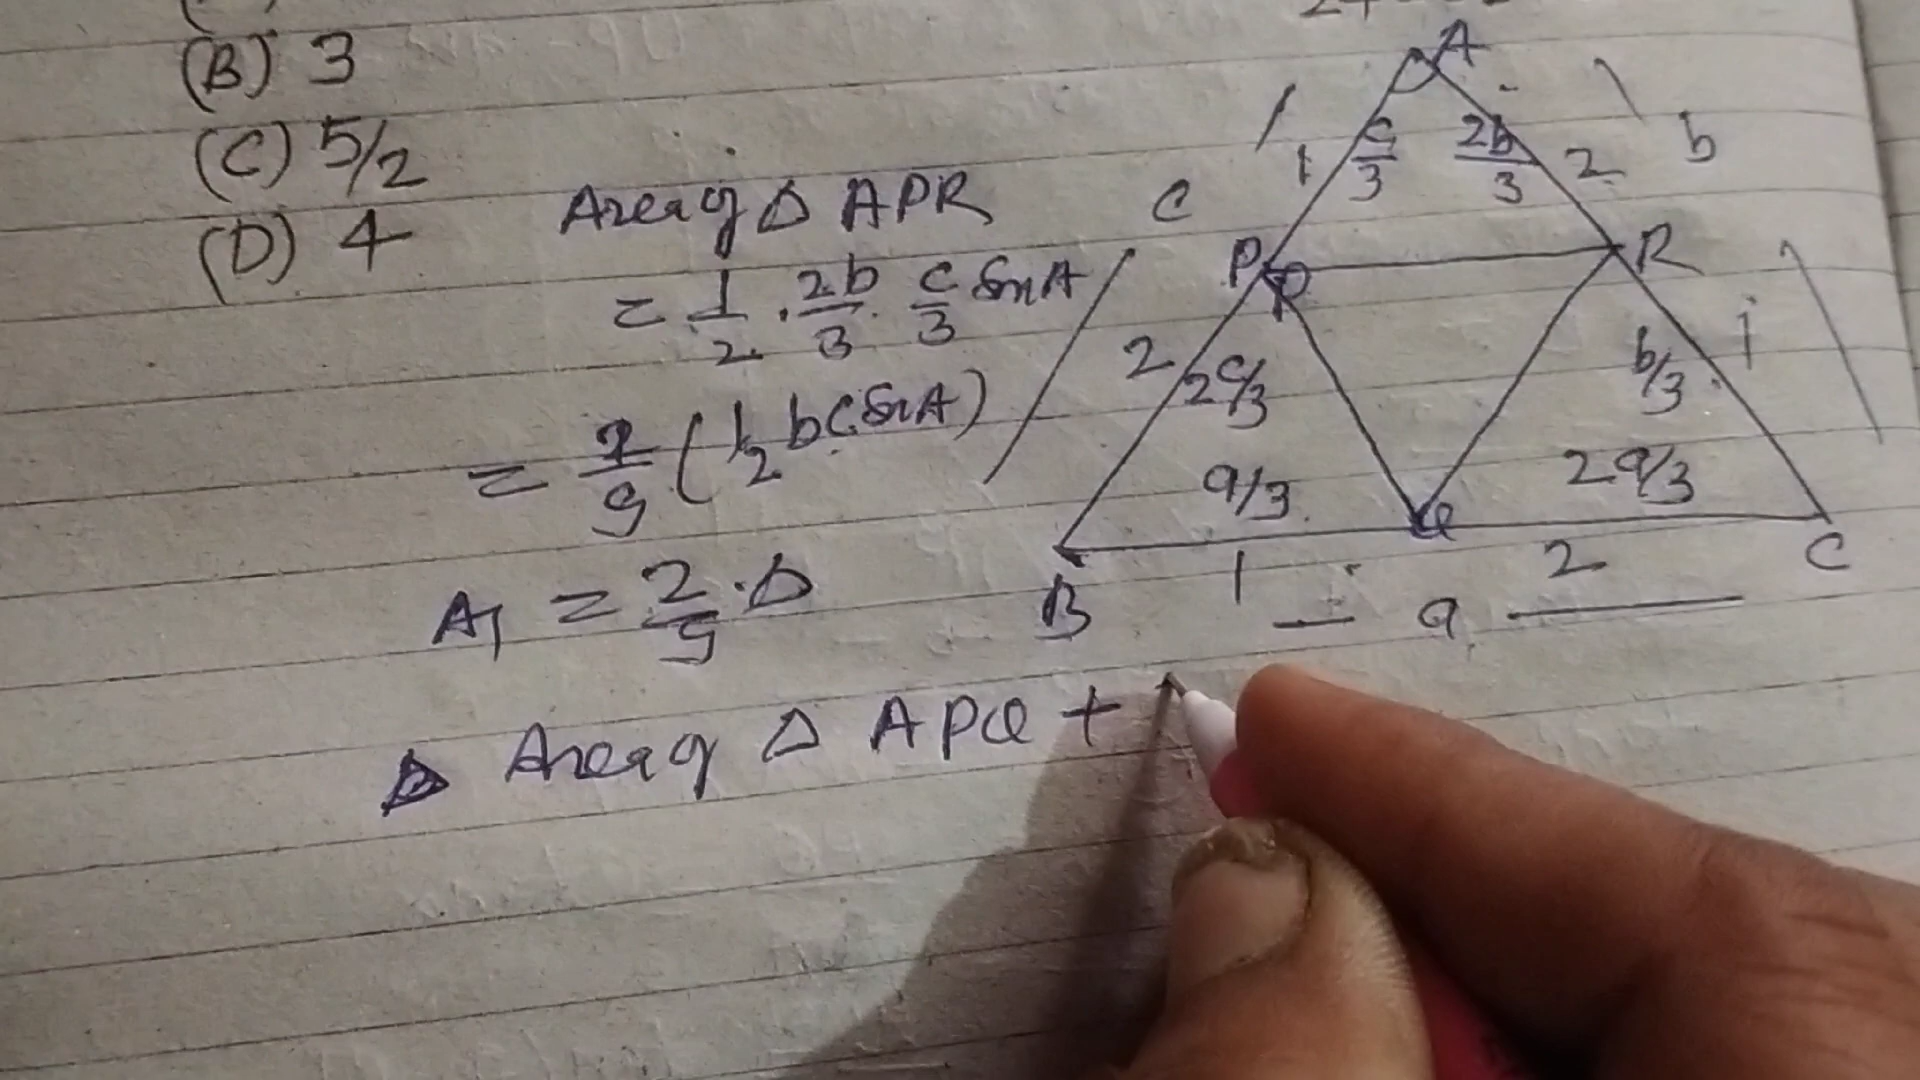 (B) 3
(C) 5/2
(D) 4
Area of Δ APR
= 1/2 · 2b/3 · c/3 SinA
= 2/9 (1/2 bc SinA)
A1 = 2/9 · Δ
Area of Δ APQ +
A
1 c/3 2b/3 2 b
c
P R
2 2c/3 b/3 1
a/3 2a/3
B 1 Q 2 C
a